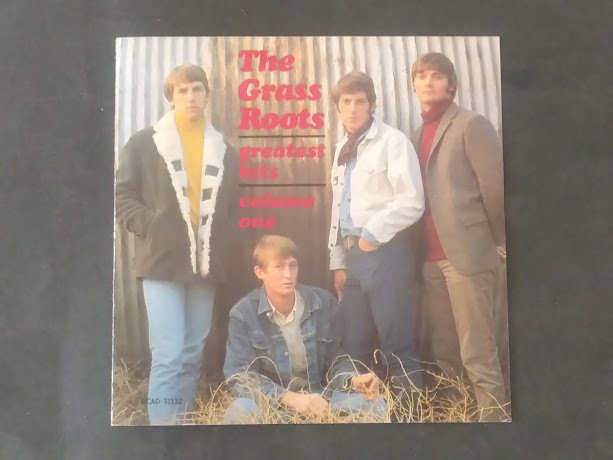 The
Grass
Roots
greatest
hits
volume
one
MCAD-31132